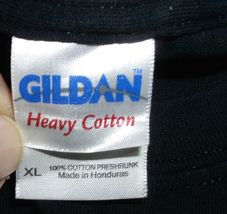 GILDAN™
Heavy Cotton
XL
100% COTTON PRESHRUNK
Made in Honduras